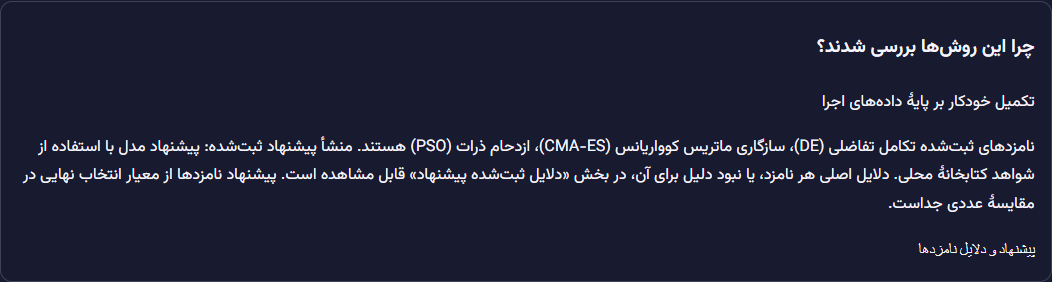 چرا این روش‌ها بررسی شدند؟
تکمیل خودکار بر پایهٔ داده‌های اجرا
نامزدهای ثبت‌شده تکامل تفاضلی (DE)، سازگاری ماتریس کوواریانس (CMA-ES)، ازدحام ذرات (PSO) هستند. منشأ پیشنهاد ثبت‌شده: پیشنهاد مدل با استفاده از
شواهد کتابخانهٔ محلی. دلایل اصلی هر نامزد، یا نبود دلیل برای آن، در بخش «دلایل ثبت‌شده پیشنهاد» قابل مشاهده است. پیشنهاد نامزدها از معیار انتخاب نهایی در
مقایسهٔ عددی جداست.
پیشنهاد و دلایل نامزدها